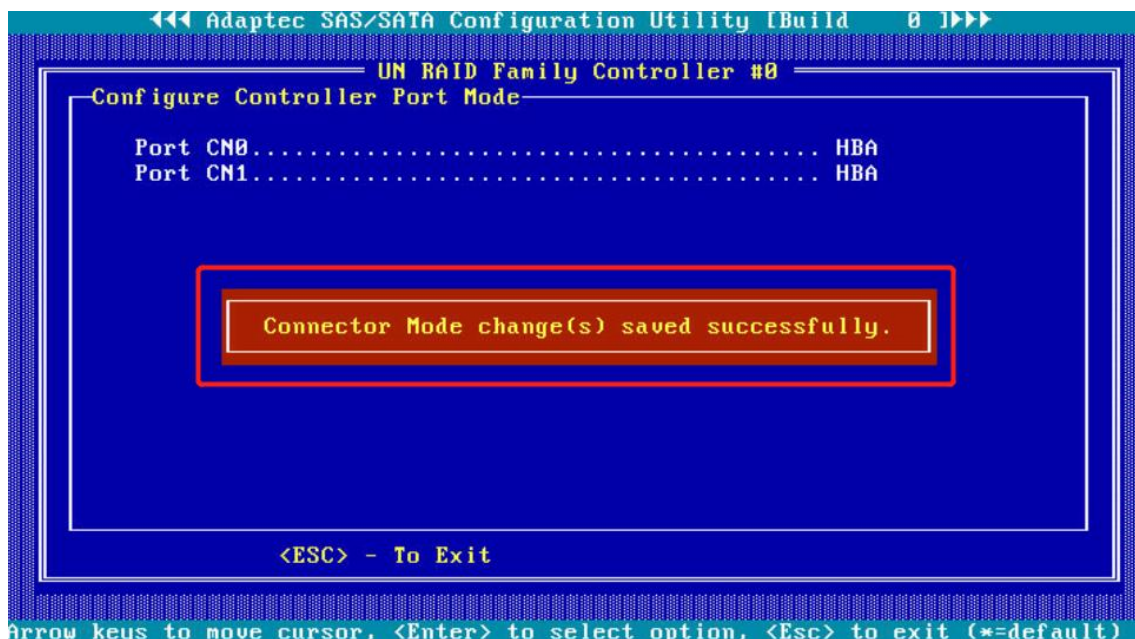 Adaptec SAS/SATA Configuration Utility [Build 0 ]
UN RAID Family Controller #0
Configure Controller Port Mode
Port CN0........................................ HBA
Port CN1........................................ HBA
Connector Mode change(s) saved successfully.
<ESC> - To Exit
Arrow keys to move cursor, <Enter> to select option, <Esc> to exit (*=default)